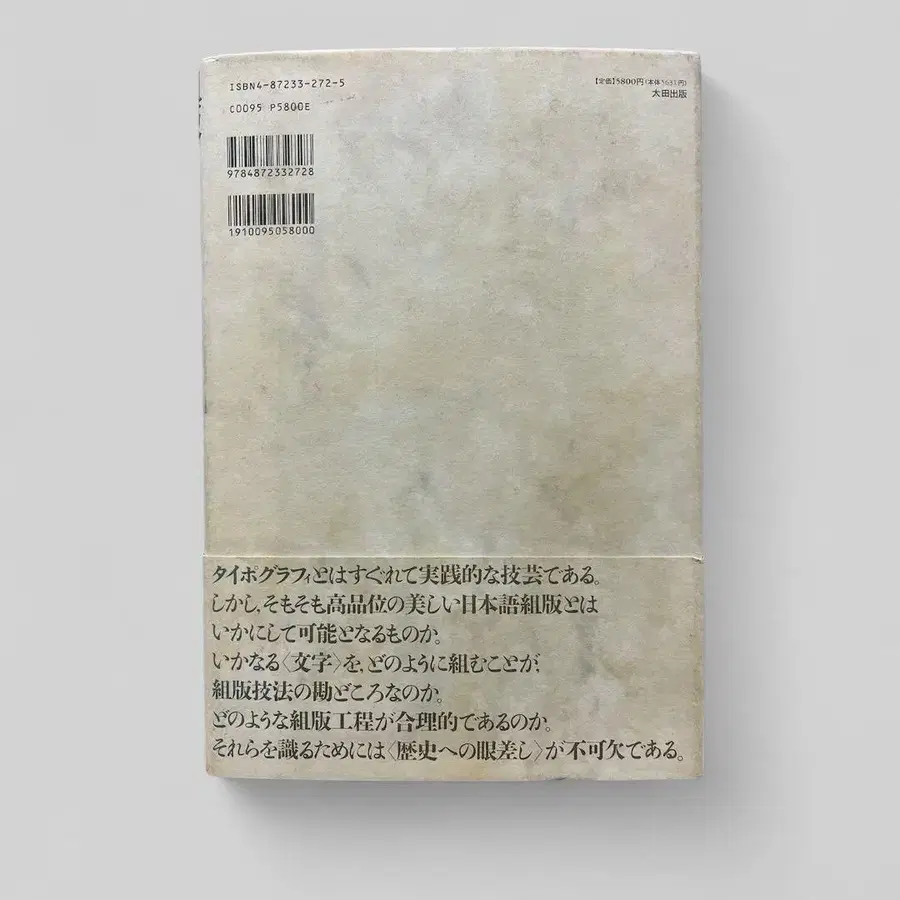 ISBN4-87233-272-5
C0095 P5800E
9784872332728
1910095058000
【定価】5800円(本体5631円)
太田出版
タイポグラフィとはすぐれて実践的な技芸である。
しかし、そもそも高品位の美しい日本語組版とは
いかにして可能となるものか。
いかなる〈文字〉を、どのように組むことが、
組版技法の勘どころなのか。
どのような組版工程が合理的であるのか。
それらを識るためには〈歴史への眼差し〉が不可欠である。